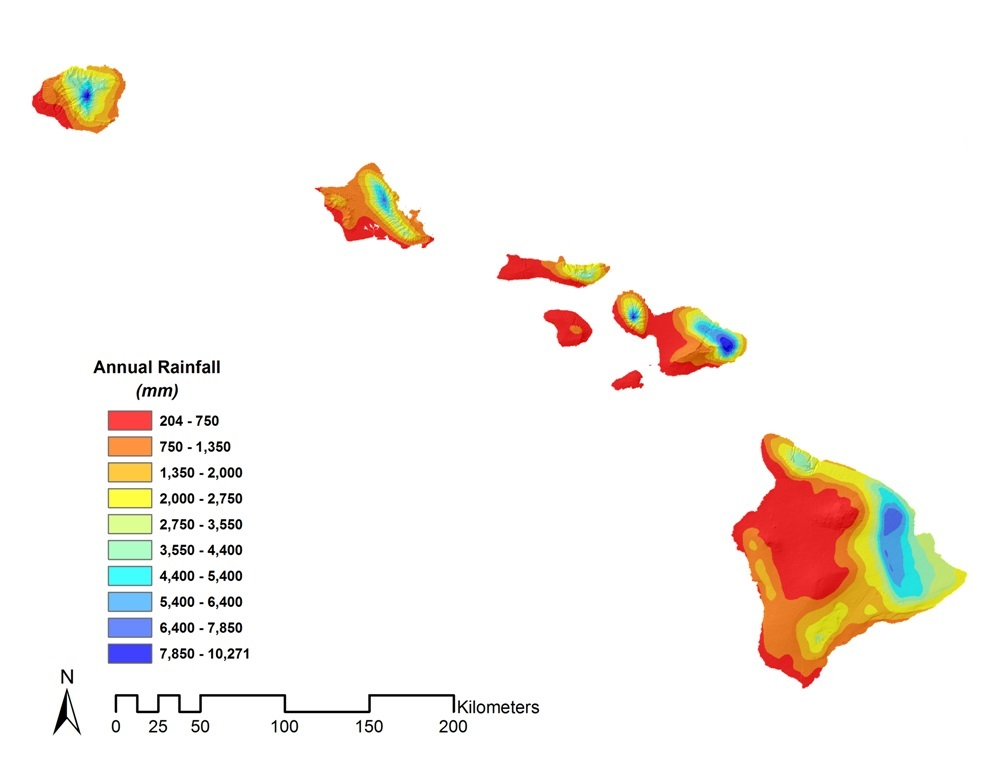 Annual Rainfall
(mm)
204 - 750
750 - 1,350
1,350 - 2,000
2,000 - 2,750
2,750 - 3,550
3,550 - 4,400
4,400 - 5,400
5,400 - 6,400
6,400 - 7,850
7,850 - 10,271
N
Kilometers
0 25 50 100 150 200